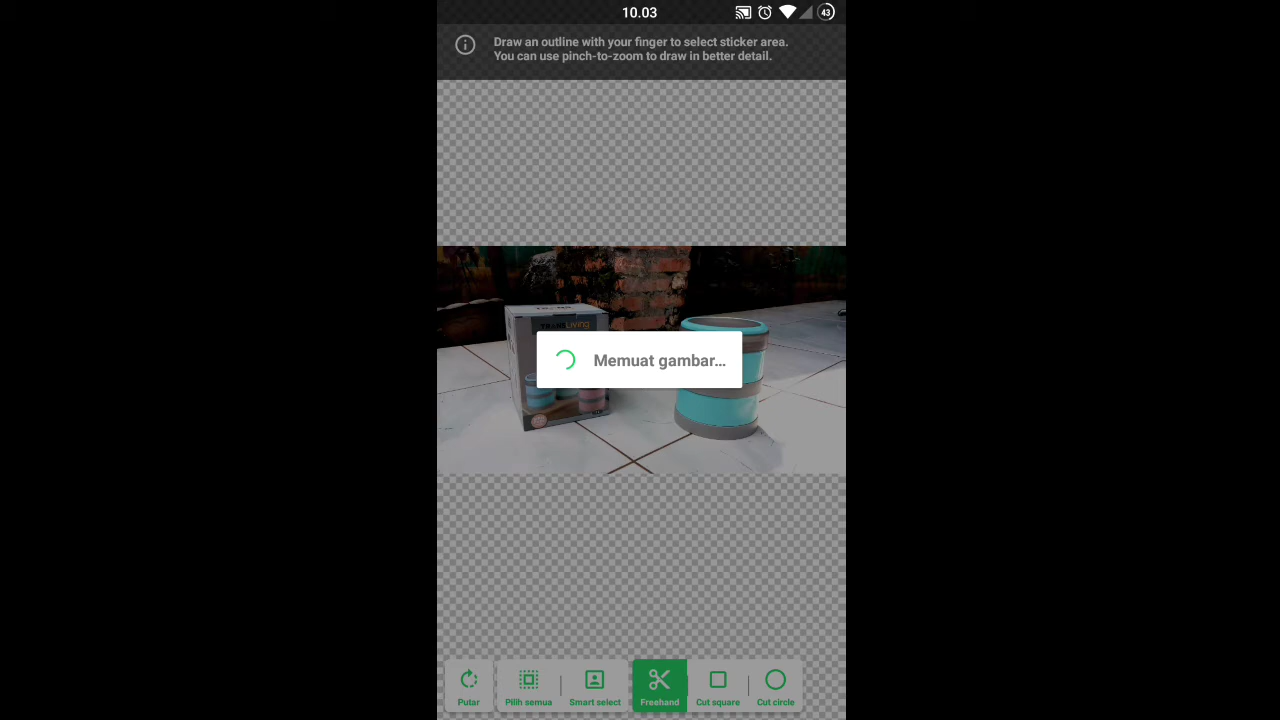 10.03
43
Draw an outline with your finger to select sticker area.
You can use pinch-to-zoom to draw in better detail.
LIVING
Memuat gambar...
Putar
Pilih semua
Smart select
Freehand
Cut square
Cut circle